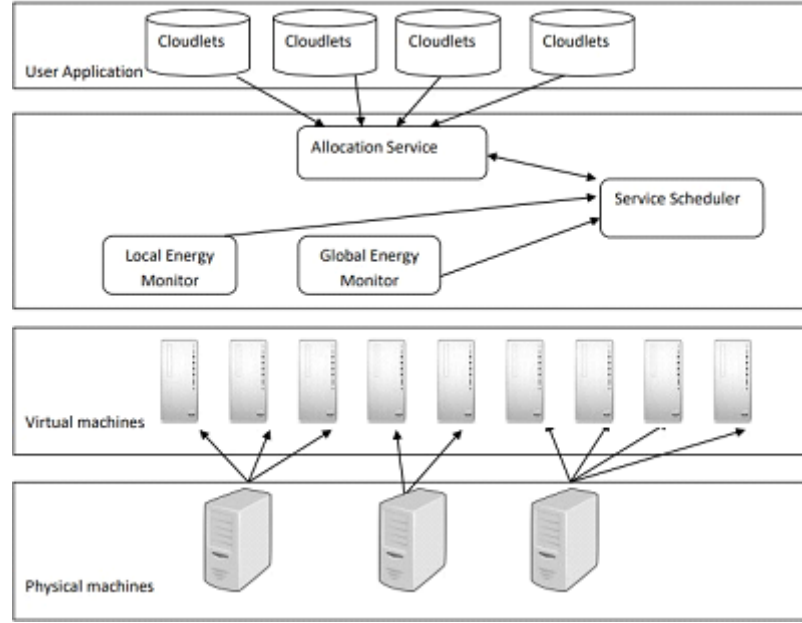 Cloudlets
Cloudlets
Cloudlets
Cloudlets
User Application
Allocation Service
Service Scheduler
Local Energy
Monitor
Global Energy
Monitor
Virtual machines
Physical machines